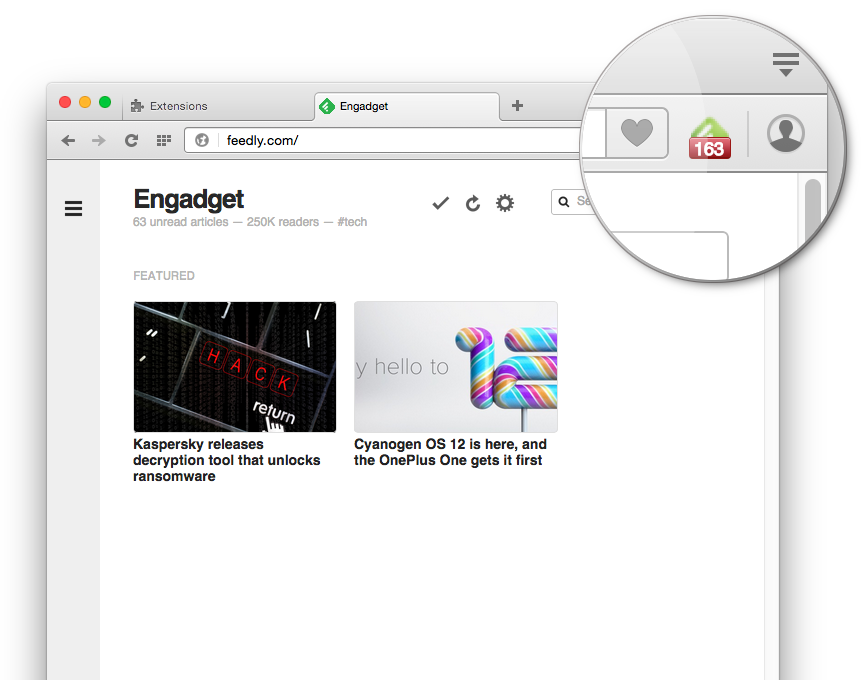 Extensions
Engadget
feedly.com/
163
Engadget
63 unread articles — 250K readers — #tech
Se
FEATURED
HACK
return
y hello to 12
Kaspersky releases
decryption tool that unlocks
ransomware
Cyanogen OS 12 is here, and
the OnePlus One gets it first